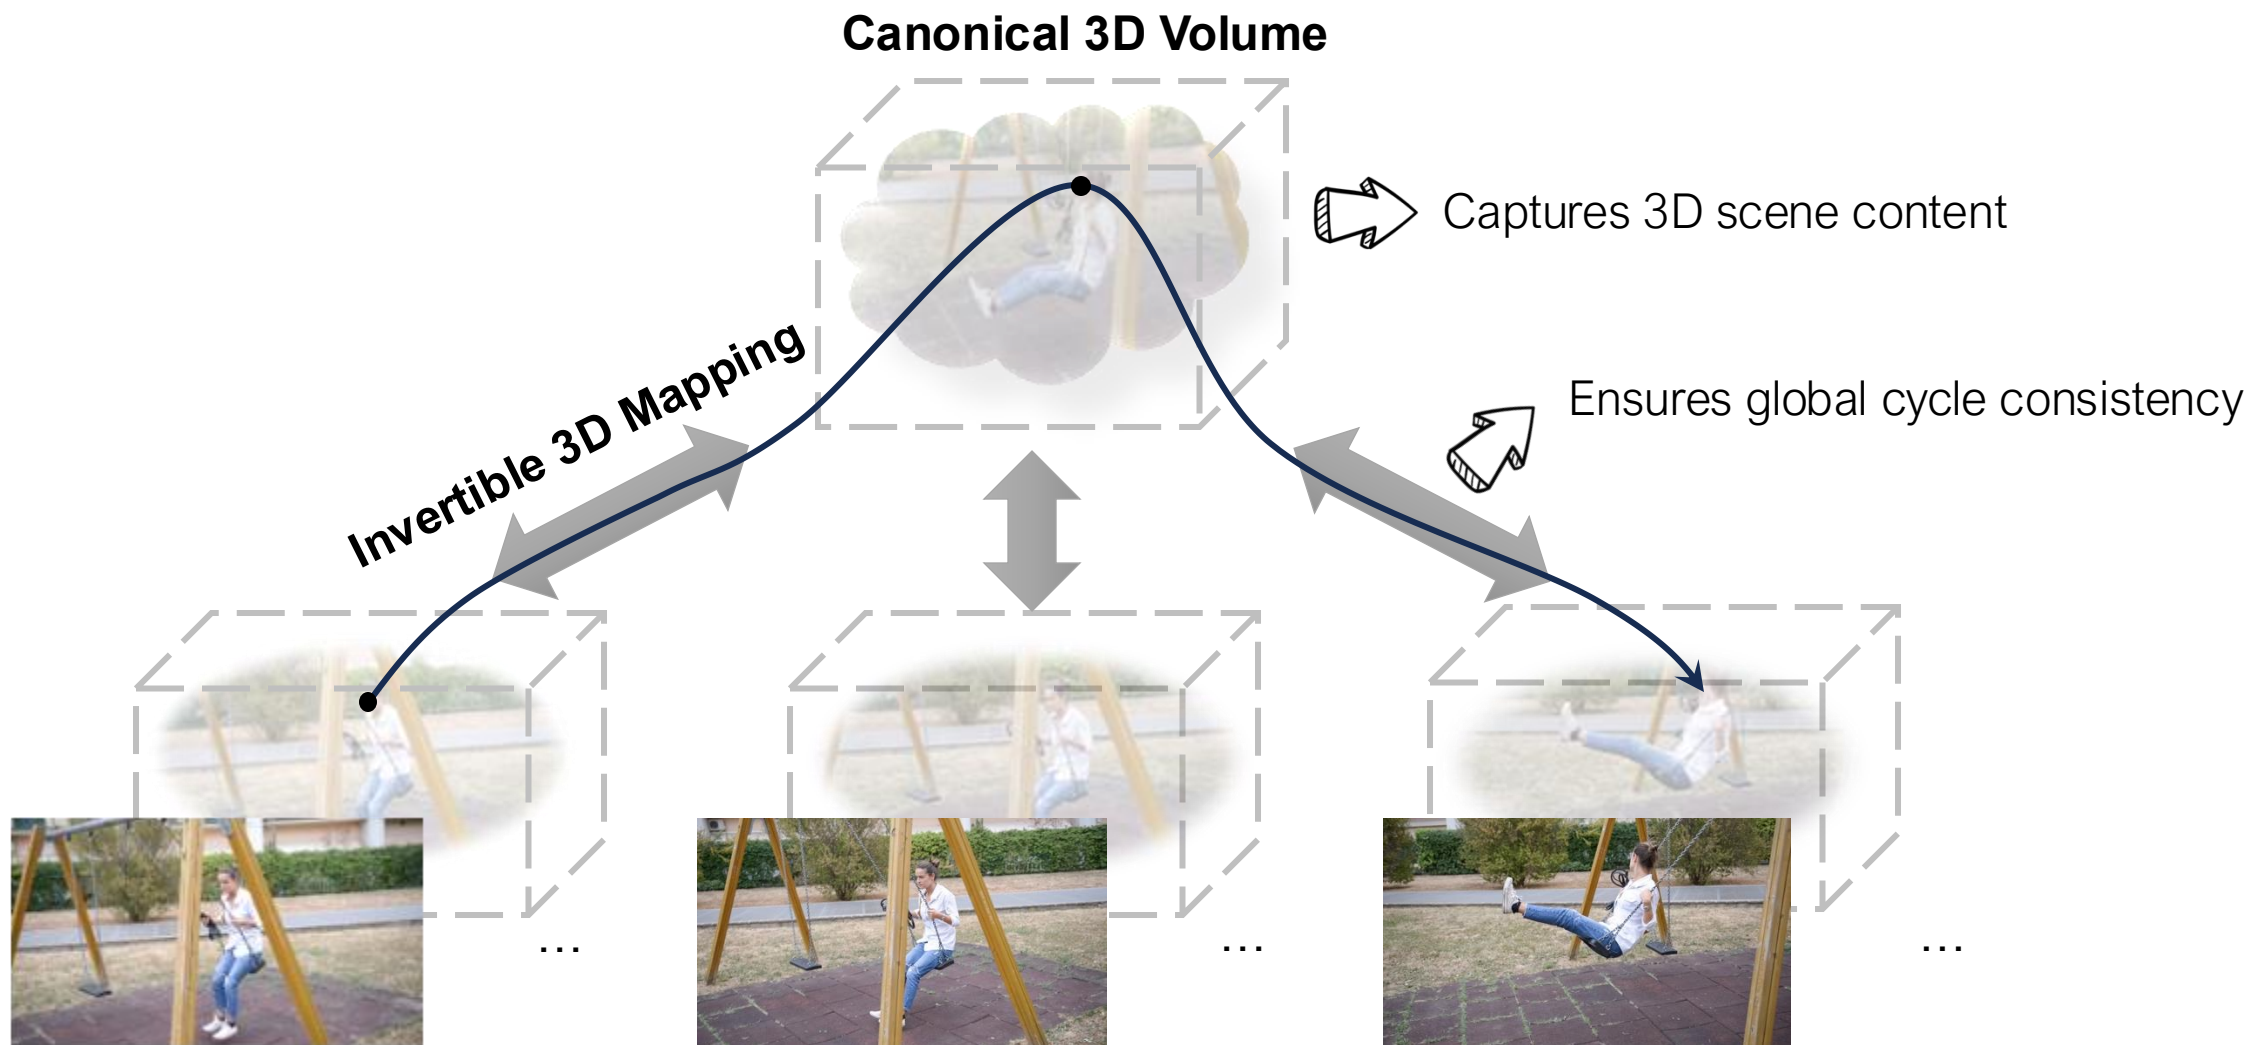 Canonical 3D Volume
Captures 3D scene content
Invertible 3D Mapping
Ensures global cycle consistency
...
...
...